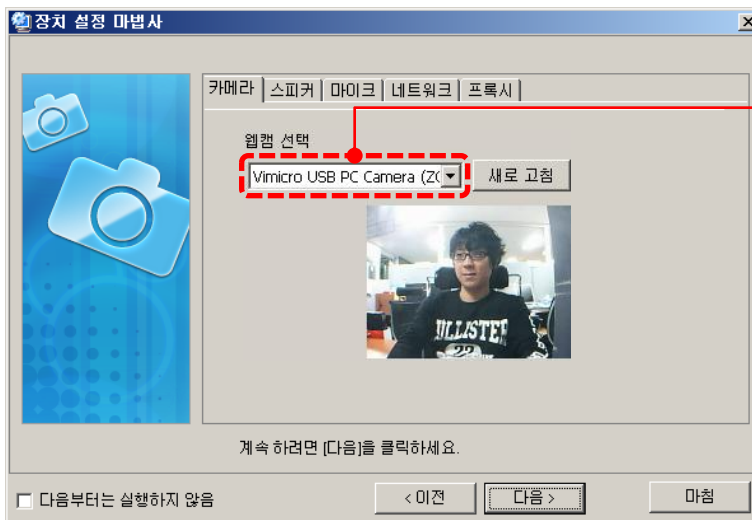 장치 설정 마법사
카메라 스피커 마이크 네트워크 프록시
웹캠 선택
Vimicro USB PC Camera (ZC 새로 고침
HOLLISTER
22
계속 하려면 [다음]을 클릭하세요.
다음부터는 실행하지 않음 < 이전 다음 > 마침